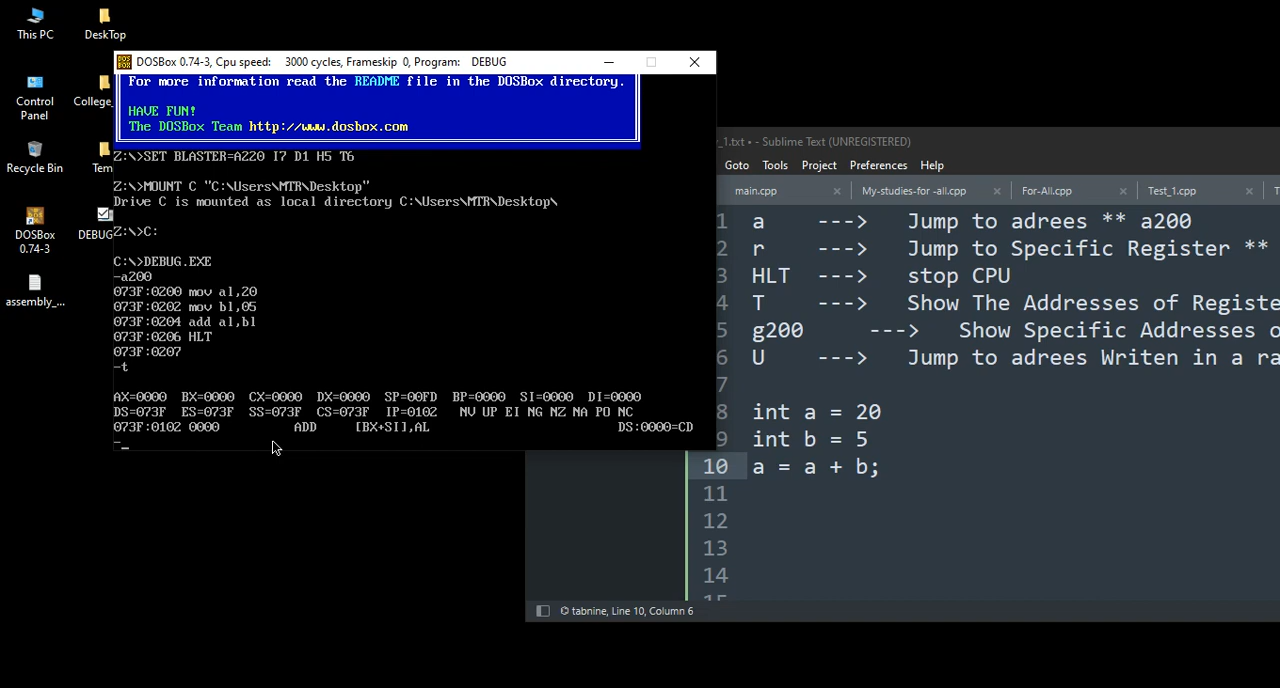 This PC
DeskTop
Control Panel
College_
Recycle Bin
Tem
DOSBox 0.74-3
DEBUG
assembly_...
DOSBox 0.74-3, Cpu speed: 3000 cycles, Frameskip 0, Program: DEBUG
For more information read the README file in the DOSBox directory.
HAVE FUN!
The DOSBox Team http://www.dosbox.com
Z:\>SET BLASTER=A220 I7 D1 H5 T6
Z:\>MOUNT C "C:\Users\MTR\Desktop"
Drive C is mounted as local directory C:\Users\MTR\Desktop\
Z:\>C:
C:\>DEBUG.EXE
-a200
073F:0200 mov al,20
073F:0202 mov bl,05
073F:0204 add al,bl
073F:0206 HLT
073F:0207
-t
AX=0000 BX=0000 CX=0000 DX=0000 SP=00FD BP=0000 SI=0000 DI=0000
DS=073F ES=073F SS=073F CS=073F IP=0102 NV UP EI NG NZ NA PO NC
073F:0102 0000 ADD [BX+SI],AL DS:0000=CD
-_
_1.txt • - Sublime Text (UNREGISTERED)
Goto Tools Project Preferences Help
main.cpp × My-studies-for -all.cpp × For-All.cpp × Test_1.cpp × T
1 a ---> Jump to adrees ** a200
2 r ---> Jump to Specific Register **
3 HLT ---> stop CPU
4 T ---> Show The Addresses of Registe
5 g200 ---> Show Specific Addresses o
6 U ---> Jump to adrees Writen in a ra
7
8 int a = 20
9 int b = 5
10 a = a + b;
11
12
13
14
15
tabnine, Line 10, Column 6